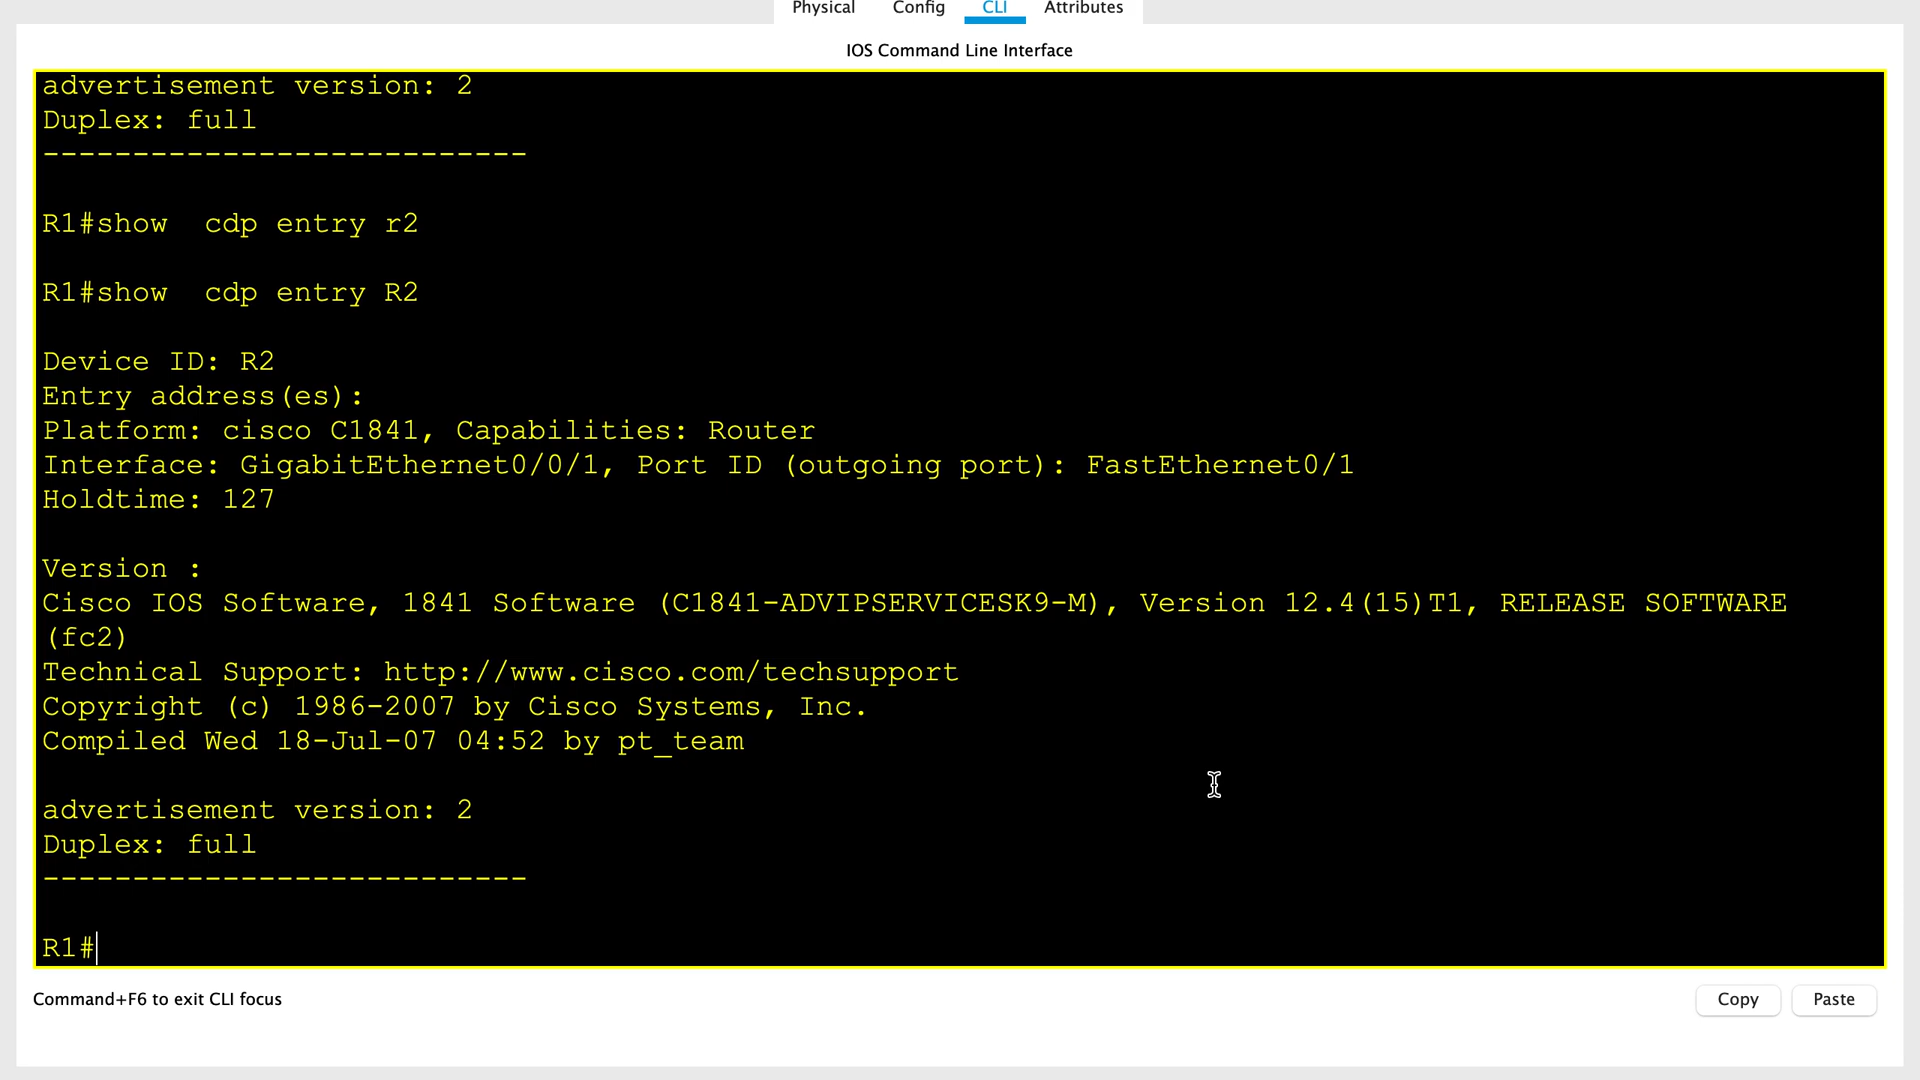 Physical Config CLI Attributes
IOS Command Line Interface
advertisement version: 2
Duplex: full
---------------------------
R1#show  cdp entry r2
R1#show  cdp entry R2
Device ID: R2
Entry address(es):
Platform: cisco C1841, Capabilities: Router
Interface: GigabitEthernet0/0/1, Port ID (outgoing port): FastEthernet0/1
Holdtime: 127
Version :
Cisco IOS Software, 1841 Software (C1841-ADVIPSERVICESK9-M), Version 12.4(15)T1, RELEASE SOFTWARE
(fc2)
Technical Support: http://www.cisco.com/techsupport
Copyright (c) 1986-2007 by Cisco Systems, Inc.
Compiled Wed 18-Jul-07 04:52 by pt_team
advertisement version: 2
Duplex: full
---------------------------
R1#
Command+F6 to exit CLI focus
Copy Paste